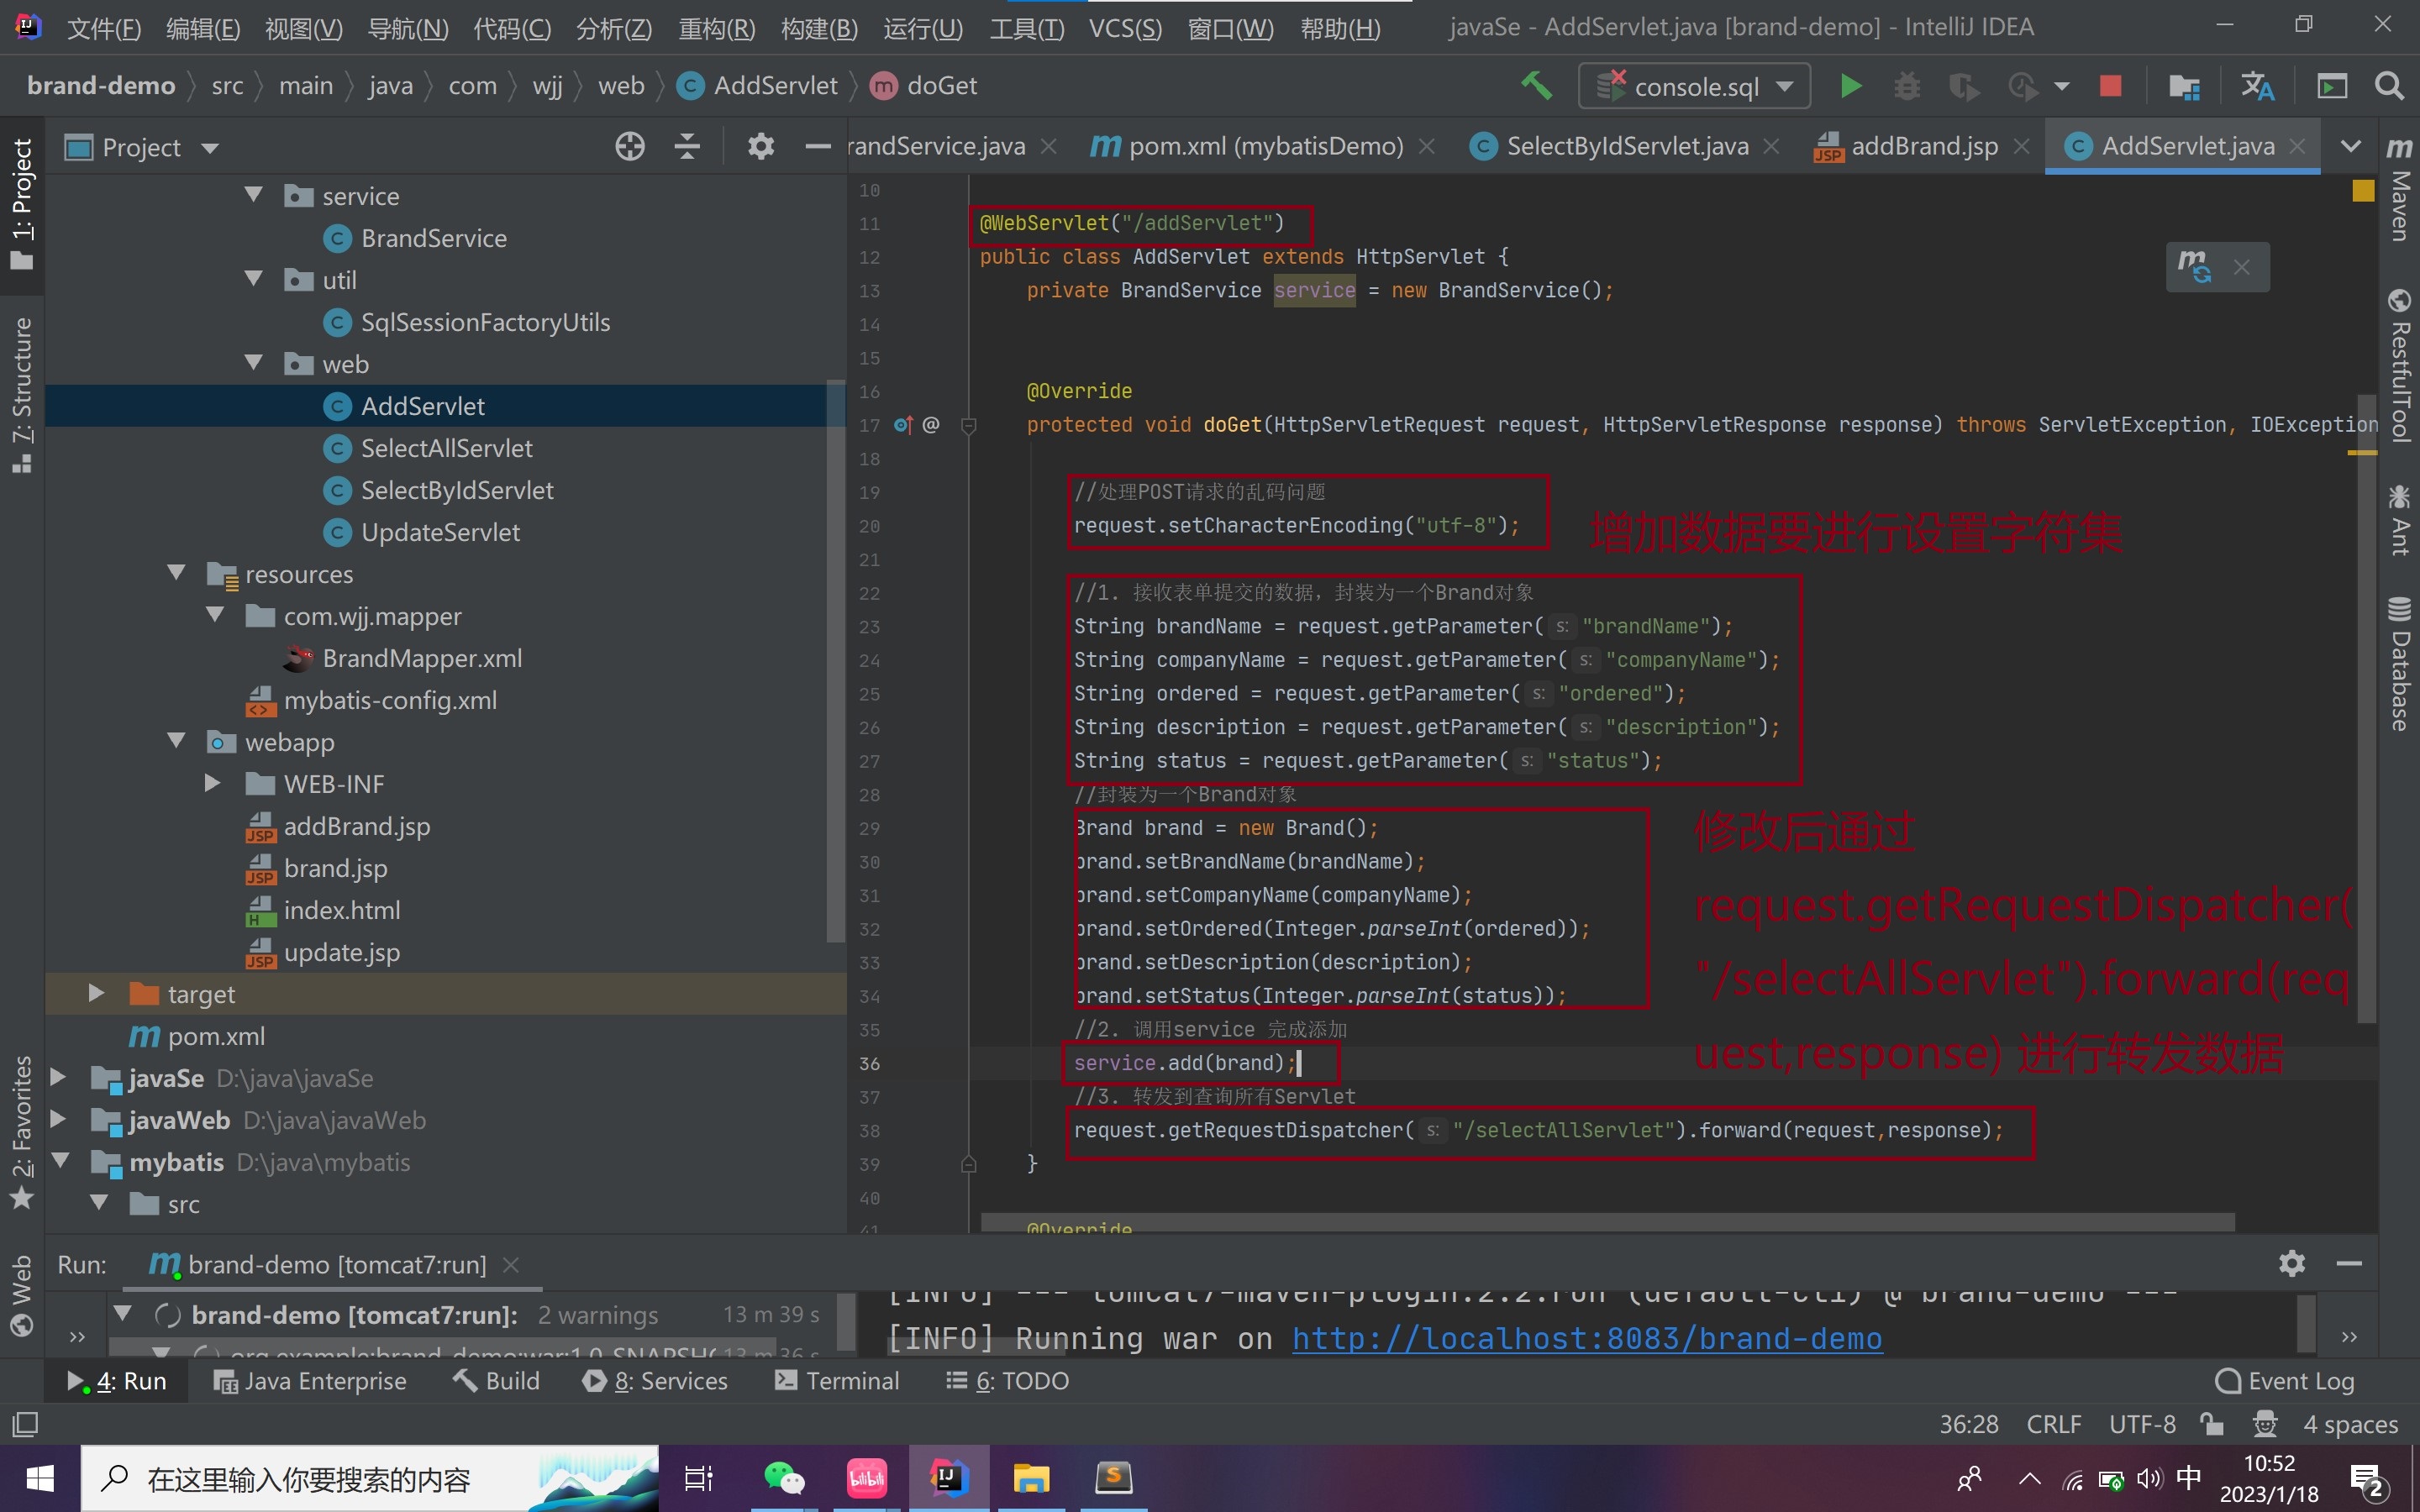 文件(F) 编辑(E) 视图(V) 导航(N) 代码(C) 分析(Z) 重构(R) 构建(B) 运行(U) 工具(T) VCS(S) 窗口(W) 帮助(H) javaSe - AddServlet.java [brand-demo] - IntelliJ IDEA
brand-demo src main java com wjj web AddServlet doGet console.sql
Project
randService.java pom.xml (mybatisDemo) SelectByIdServlet.java addBrand.jsp AddServlet.java
1: Project
7: Structure
2: Favorites
Web
service
BrandService
util
SqlSessionFactoryUtils
web
AddServlet
SelectAllServlet
SelectByIdServlet
UpdateServlet
resources
com.wjj.mapper
BrandMapper.xml
mybatis-config.xml
webapp
WEB-INF
addBrand.jsp
brand.jsp
index.html
update.jsp
target
pom.xml
javaSe D:\java\javaSe
javaWeb D:\java\javaWeb
mybatis D:\java\mybatis
src
10
11 @WebServlet("/addServlet")
12 public class AddServlet extends HttpServlet {
13 private BrandService service = new BrandService();
14
15
16 @Override
17 protected void doGet(HttpServletRequest request, HttpServletResponse response) throws ServletException, IOException
18
19 //处理POST请求的乱码问题
20 request.setCharacterEncoding("utf-8");
增加数据要进行设置字符集
21
22 //1. 接收表单提交的数据，封装为一个Brand对象
23 String brandName = request.getParameter( s: "brandName");
24 String companyName = request.getParameter( s: "companyName");
25 String ordered = request.getParameter( s: "ordered");
26 String description = request.getParameter( s: "description");
27 String status = request.getParameter( s: "status");
28 //封装为一个Brand对象
29 Brand brand = new Brand();
30 brand.setBrandName(brandName);
31 brand.setCompanyName(companyName);
32 brand.setOrdered(Integer.parseInt(ordered));
33 brand.setDescription(description);
34 brand.setStatus(Integer.parseInt(status));
35 //2. 调用service 完成添加
36 service.add(brand);
37 //3. 转发到查询所有Servlet
38 request.getRequestDispatcher( s: "/selectAllServlet").forward(request,response);
39 }
40
41 @Override
修改后通过
request.getRequestDispatcher(
"/selectAllServlet").forward(req
uest,response) 进行转发数据
Maven
RestfulTool
Ant
Database
Run: brand-demo [tomcat7:run]
brand-demo [tomcat7:run]: 2 warnings 13 m 39 s
org.example:brand-demo:war:1.0-SNAPSH( 13 m 36 s
[INFO] --- tomcat7-maven-plugin:2.2:run (default-cli) @ brand-demo ---
[INFO] Running war on http://localhost:8083/brand-demo
4: Run Java Enterprise Build 8: Services Terminal 6: TODO Event Log
36:28 CRLF UTF-8 4 spaces
在这里输入你要搜索的内容
bilibili
中
10:52
2023/1/18
2